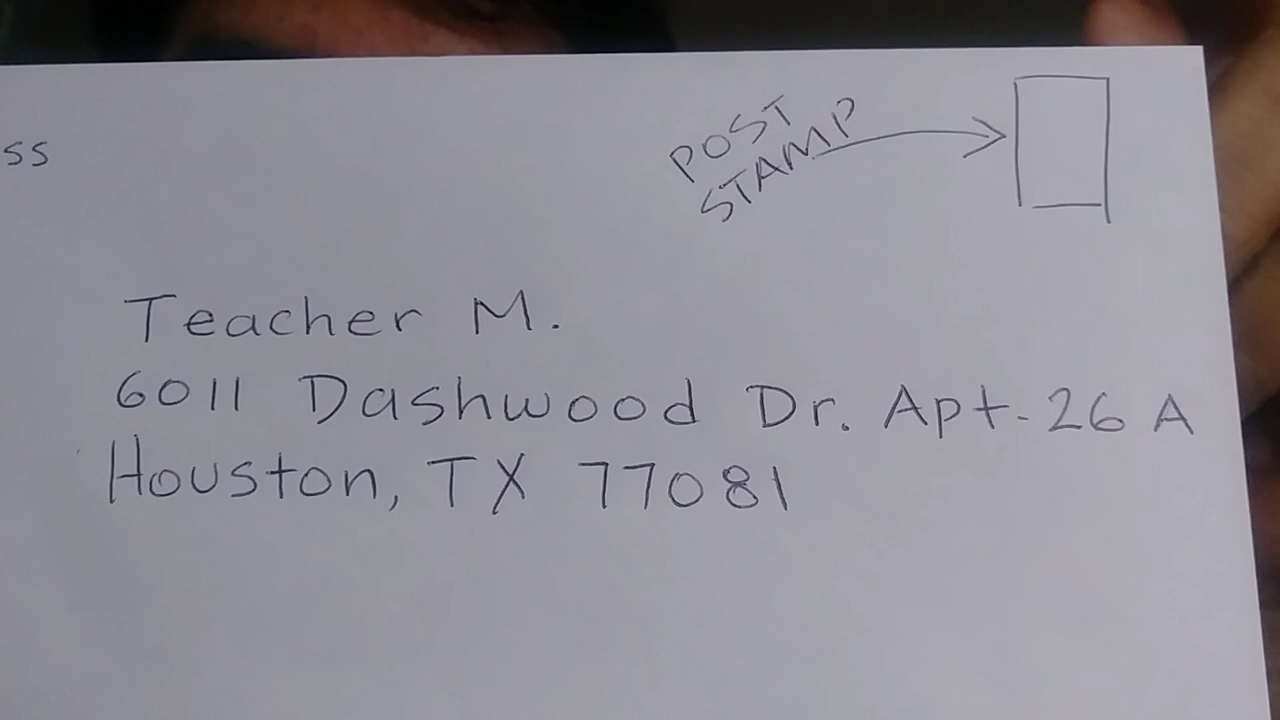 ss
POST
STAMP
Teacher M.
6011 Dashwood Dr. Apt-26 A
Houston, TX 77081